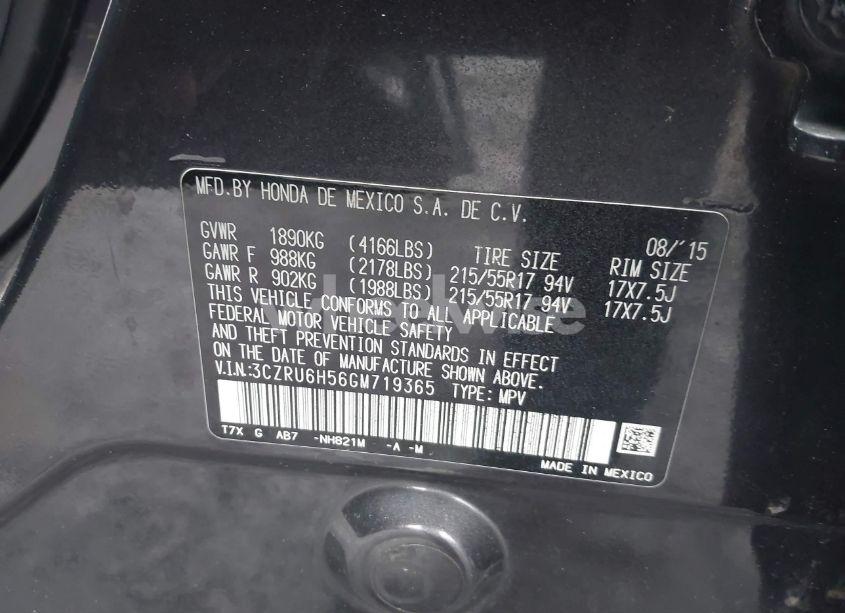 MFD. BY HONDA DE MEXICO S.A. DE C.V.
08/'15
GVWR 1890KG (4166LBS) TIRE SIZE RIM SIZE
GAWR F 988KG (2178LBS) 215/55R17 94V 17X7.5J
GAWR R 902KG (1988LBS) 215/55R17 94V 17X7.5J
THIS VEHICLE CONFORMS TO ALL APPLICABLE
FEDERAL MOTOR VEHICLE SAFETY
AND THEFT PREVENTION STANDARDS IN EFFECT
ON THE DATE OF MANUFACTURE SHOWN ABOVE.
V.I.N.:3CZRU6H56GM719365 TYPE: MPV
T7X G AB7 -NH821M -A -M
MADE IN MEXICO